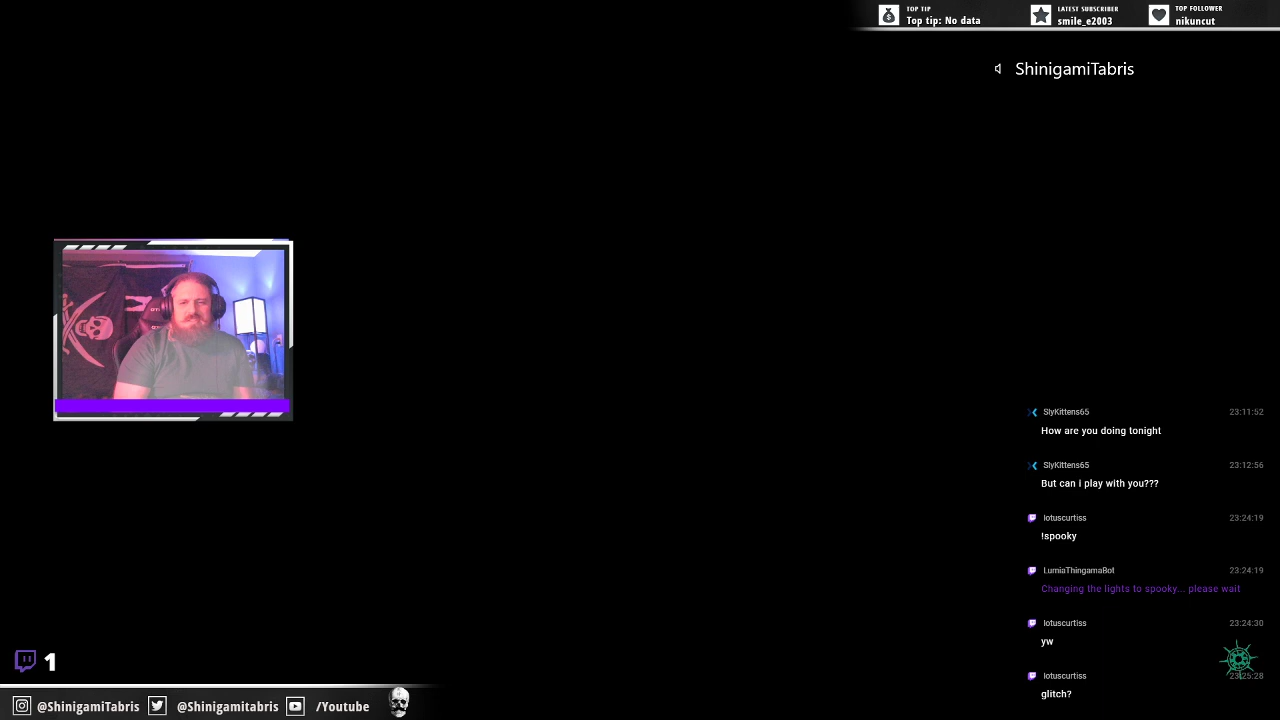 TOP TIP
Top tip: No data
LATEST SUBSCRIBER
smile_e2003
TOP FOLLOWER
nikuncut
ShinigamiTabris
SlyKittens65 23:11:52
How are you doing tonight
SlyKittens65 23:12:56
But can i play with you???
lotuscurtiss 23:24:19
!spooky
LumiaThingamaBot 23:24:19
Changing the lights to spooky... please wait
lotuscurtiss 23:24:30
yw
lotuscurtiss 23:25:28
glitch?
1
@ShinigamiTabris
@Shinigamitabris
/Youtube